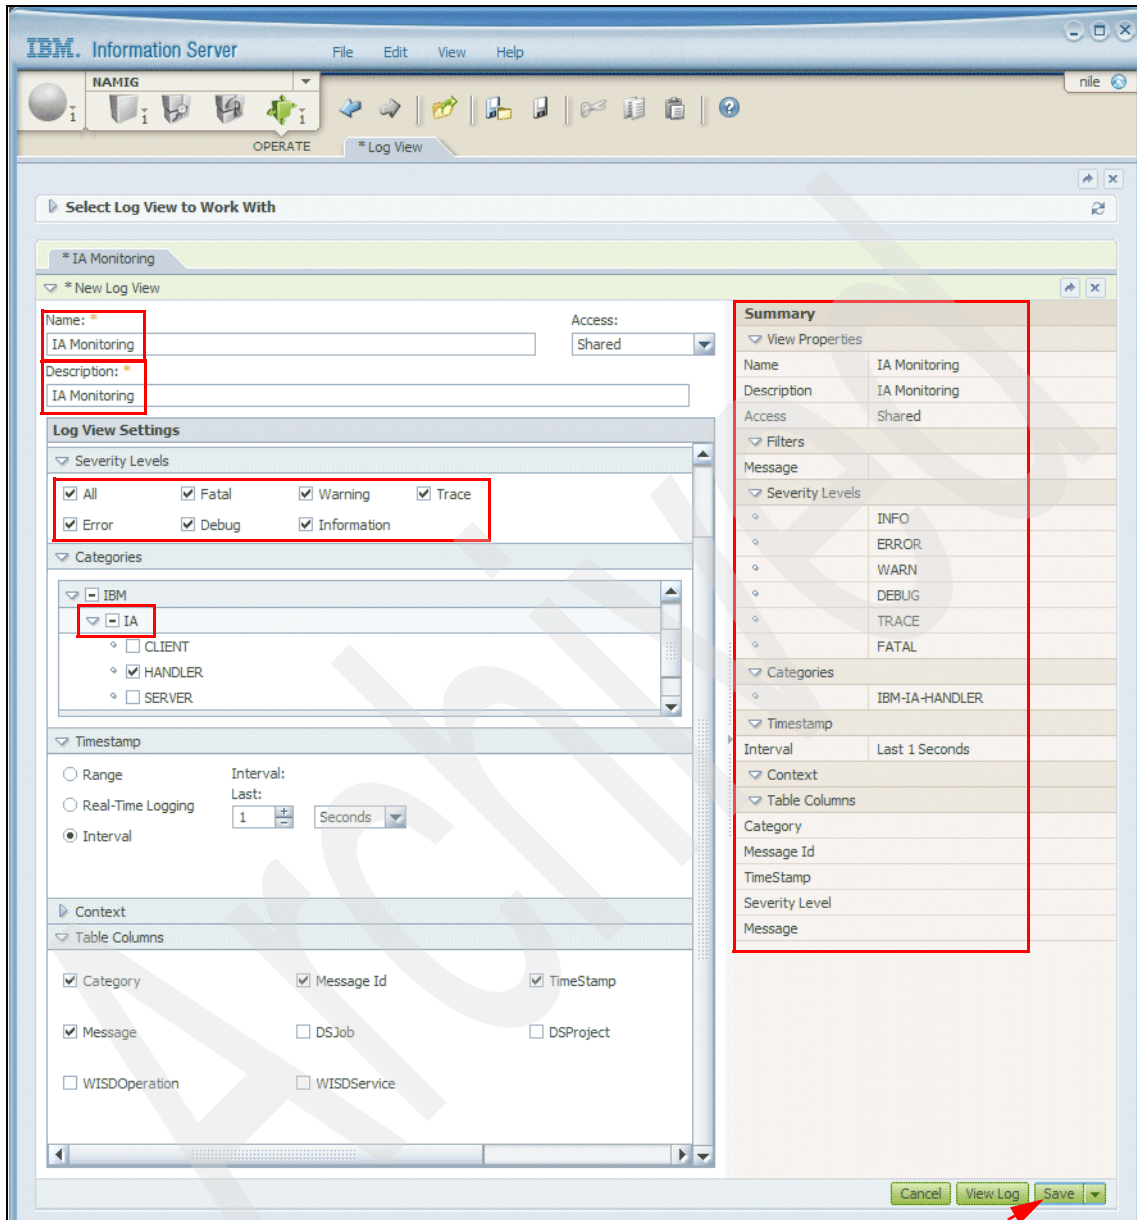 IBM. Information Server File Edit View Help
NAMIG
nile
1 1 1
OPERATE * Log View
Select Log View to Work With
* IA Monitoring
* New Log View
Name: *
Access:
IA Monitoring
Shared
Description: *
IA Monitoring
Log View Settings
Severity Levels
All Fatal Warning Trace
Error Debug Information
Categories
IBM
IA
CLIENT
HANDLER
SERVER
Timestamp
Range
Real-Time Logging
Interval
Interval:
Last:
1 Seconds
Context
Table Columns
Category Message Id TimeStamp
Message DSJob DSProject
WISDOperation WISDService
Summary
View Properties
Name IA Monitoring
Description IA Monitoring
Access Shared
Filters
Message
Severity Levels
INFO
ERROR
WARN
DEBUG
TRACE
FATAL
Categories
IBM-IA-HANDLER
Timestamp
Interval Last 1 Seconds
Context
Table Columns
Category
Message Id
TimeStamp
Severity Level
Message
Cancel View Log Save
Archived